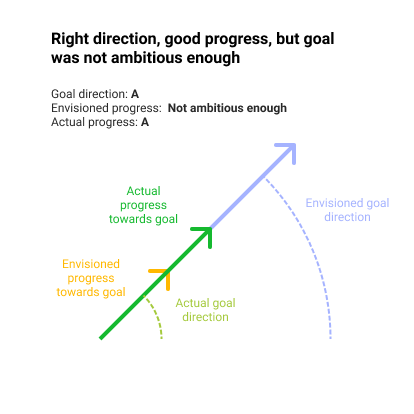 Right direction, good progress, but goal
was not ambitious enough
Goal direction: A
Envisioned progress:  Not ambitious enough
Actual progress: A
Actual
progress
towards goal
Envisioned goal
direction
Envisioned
progress
towards goal
Actual goal
direction